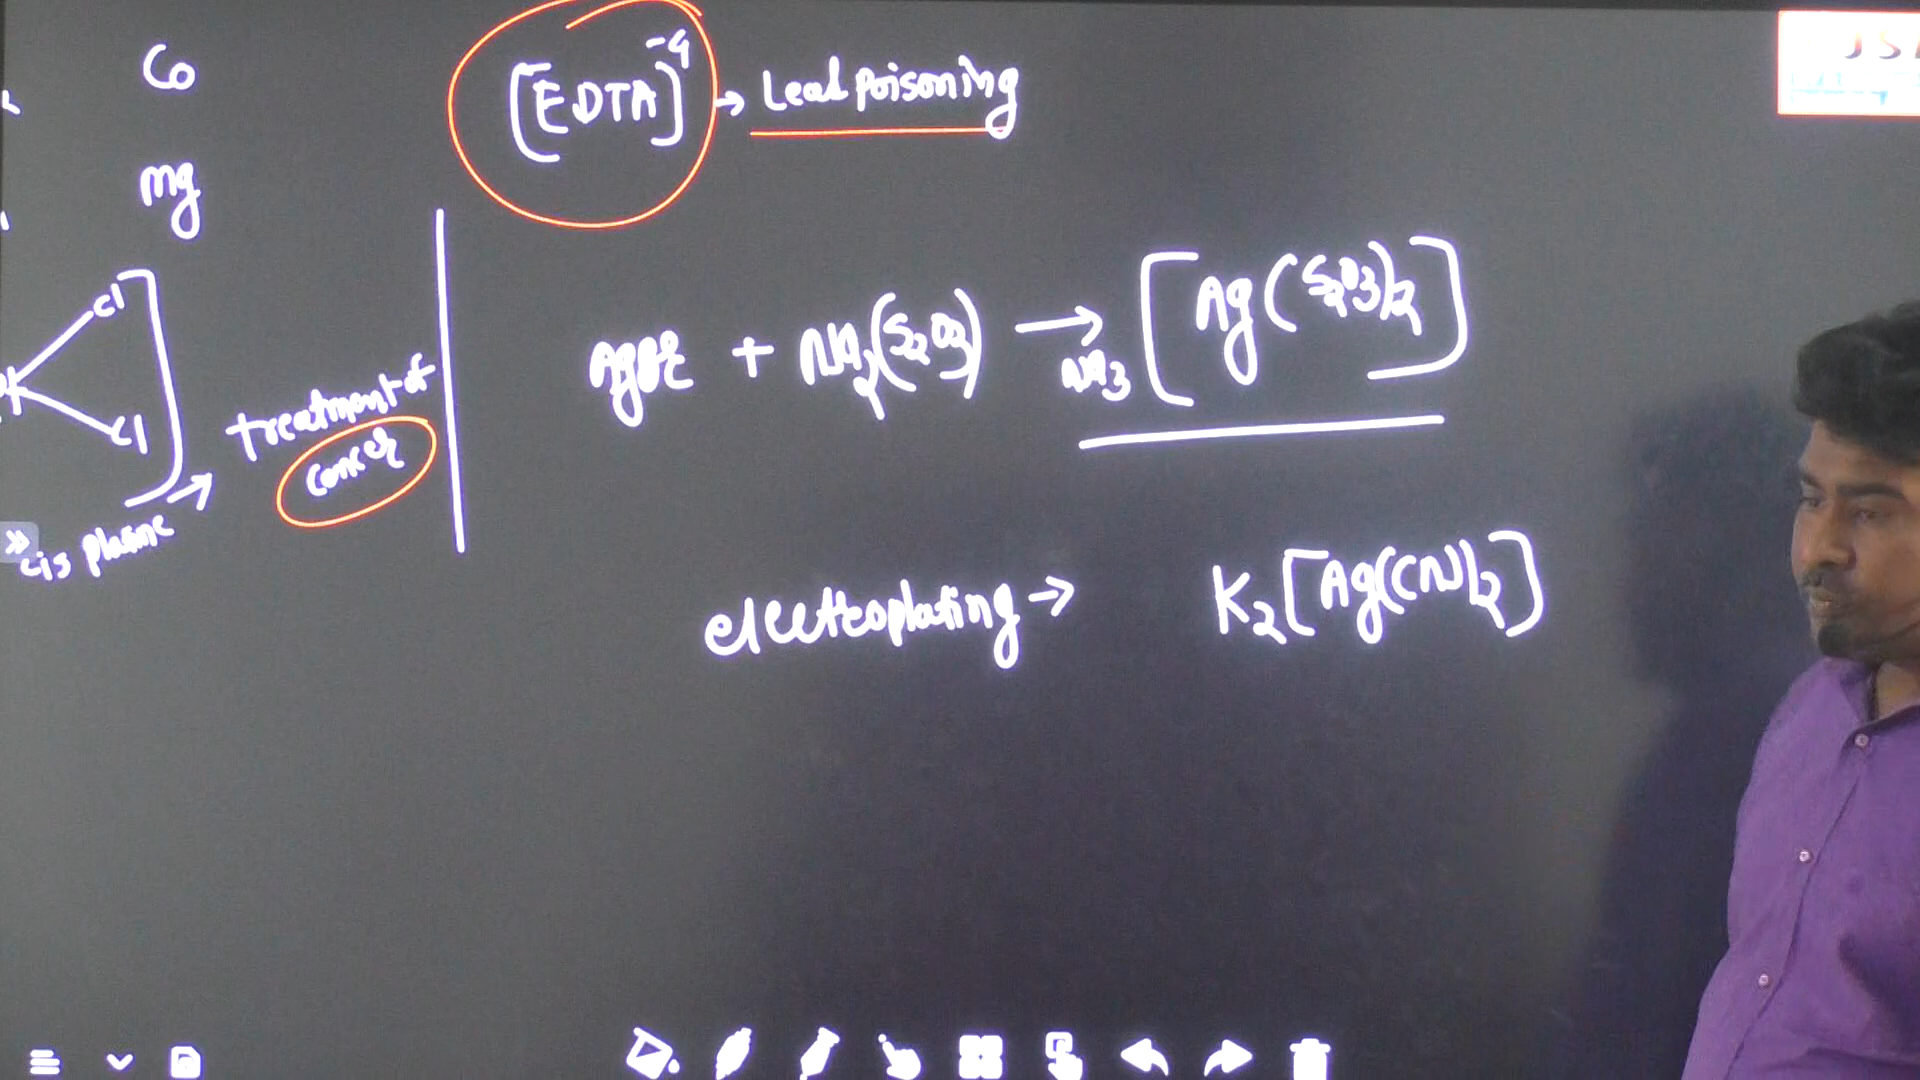 Co
[EDTA]⁻⁴ → Lead poisoning
mg
Cl
Cl
treatment of
cancer
cis platine
AgBr + Na₂(S₂O₃) → Na₃ [Ag(S₂O₃)₂]
electroplating → K₂[Ag(CN)₂]